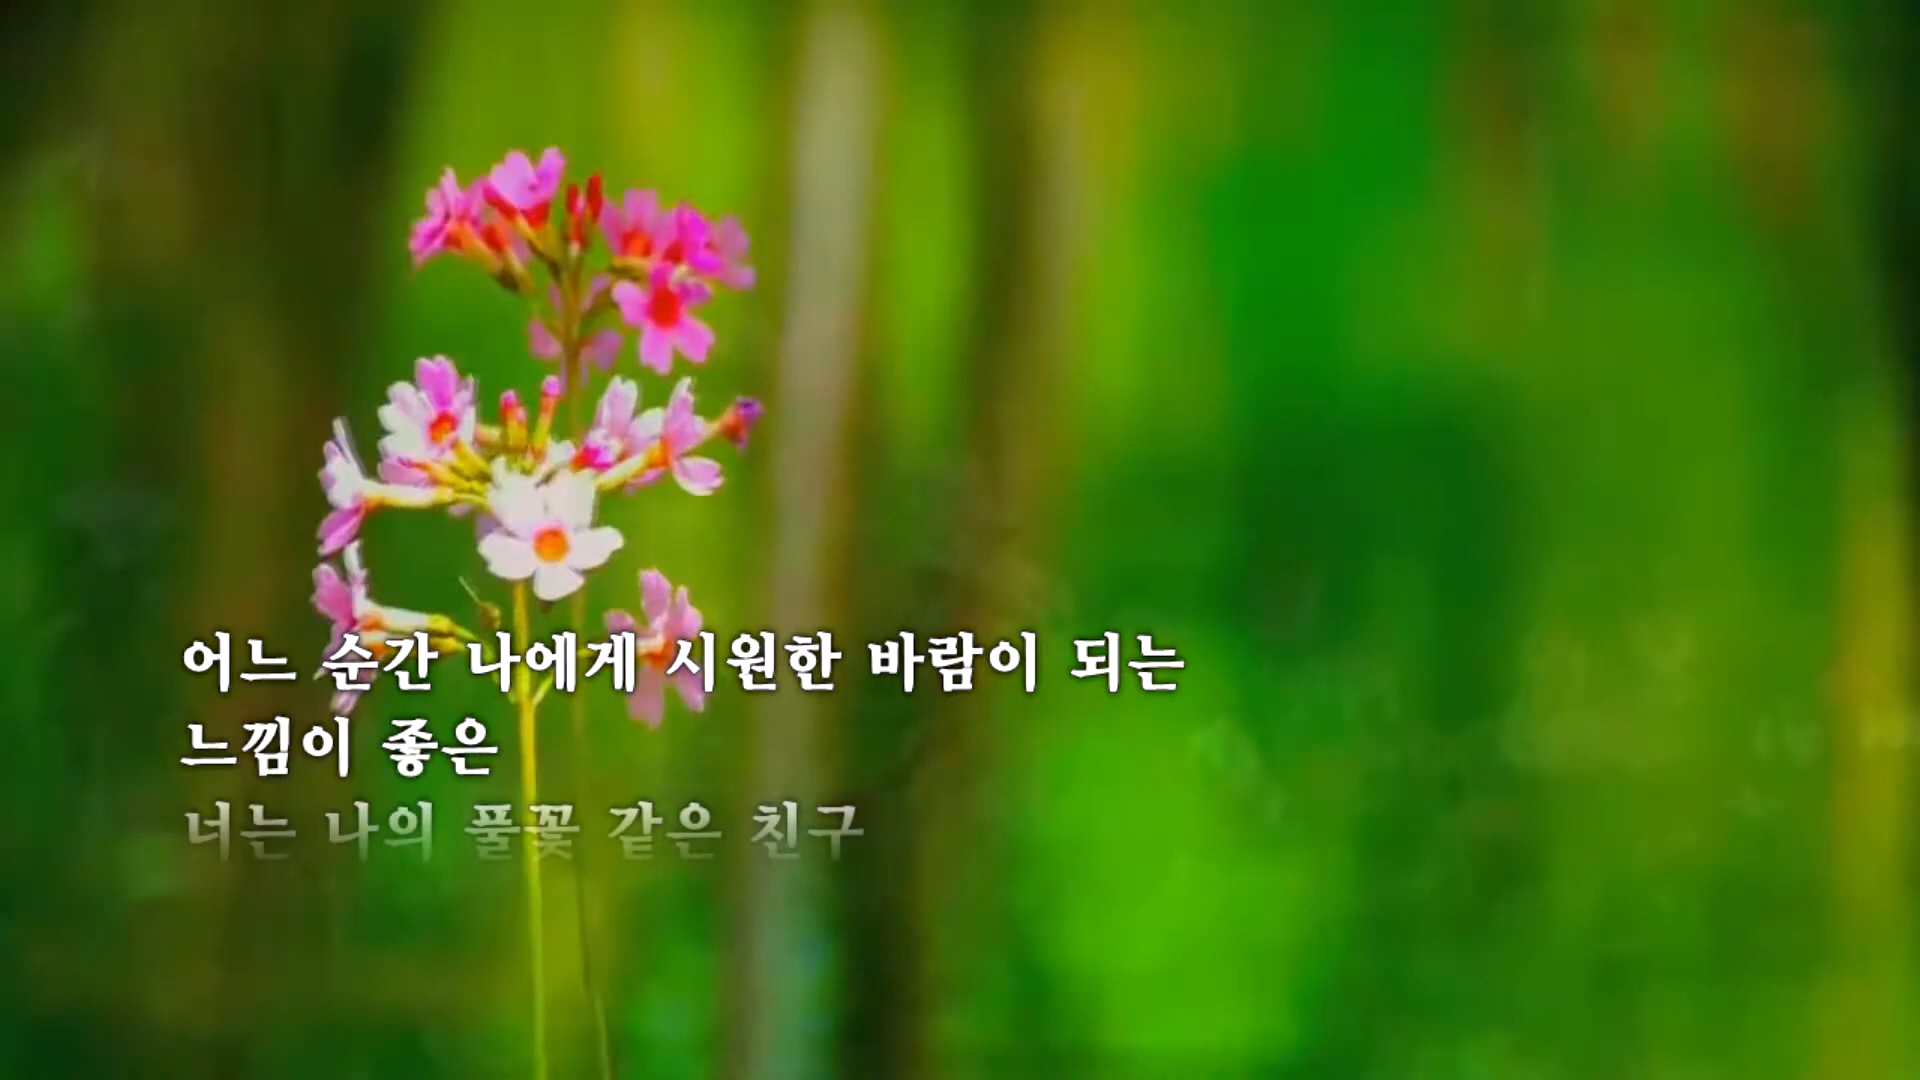 어느 순간 나에게 시원한 바람이 되는
느낌이 좋은
너는 나의 풀꽃 같은 친구